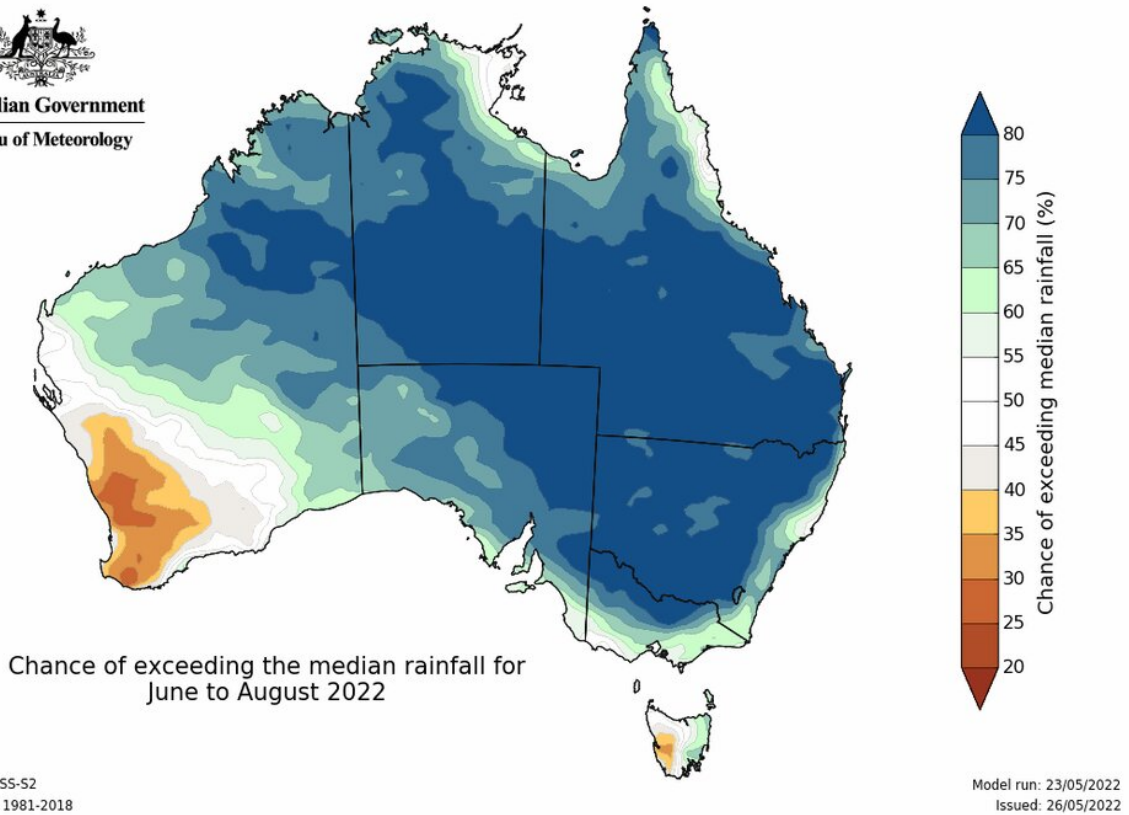 lian Government
u of Meteorology
80
75
70
65
60
55
50
45
40
35
30
25
20
Chance of exceeding median rainfall (%)
Chance of exceeding the median rainfall for
June to August 2022
SS-S2
1981-2018
Model run: 23/05/2022
Issued: 26/05/2022